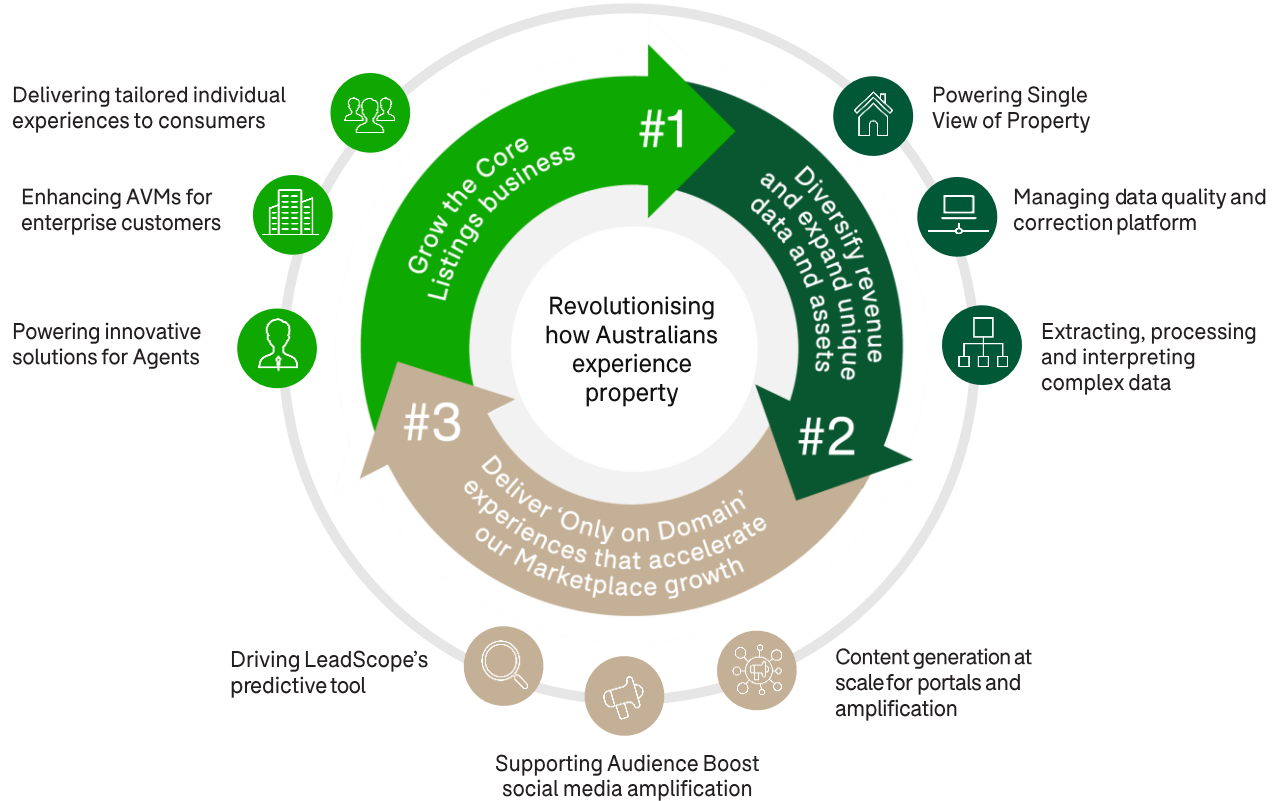 Delivering tailored individual
experiences to consumers
Enhancing AVMs for
enterprise customers
Powering innovative
solutions for Agents
#1
Grow the Core
Listings business
Powering Single
View of Property
Managing data quality and
correction platform
Extracting, processing
and interpreting
complex data
Diversify revenue
and expand unique
data and assets
#2
Revolutionising
how Australians
experience
property
#3
Deliver ‘Only on Domain’
experiences that accelerate
our Marketplace growth
Driving LeadScope’s
predictive tool
Supporting Audience Boost
social media amplification
Content generation at
scale for portals and
amplification